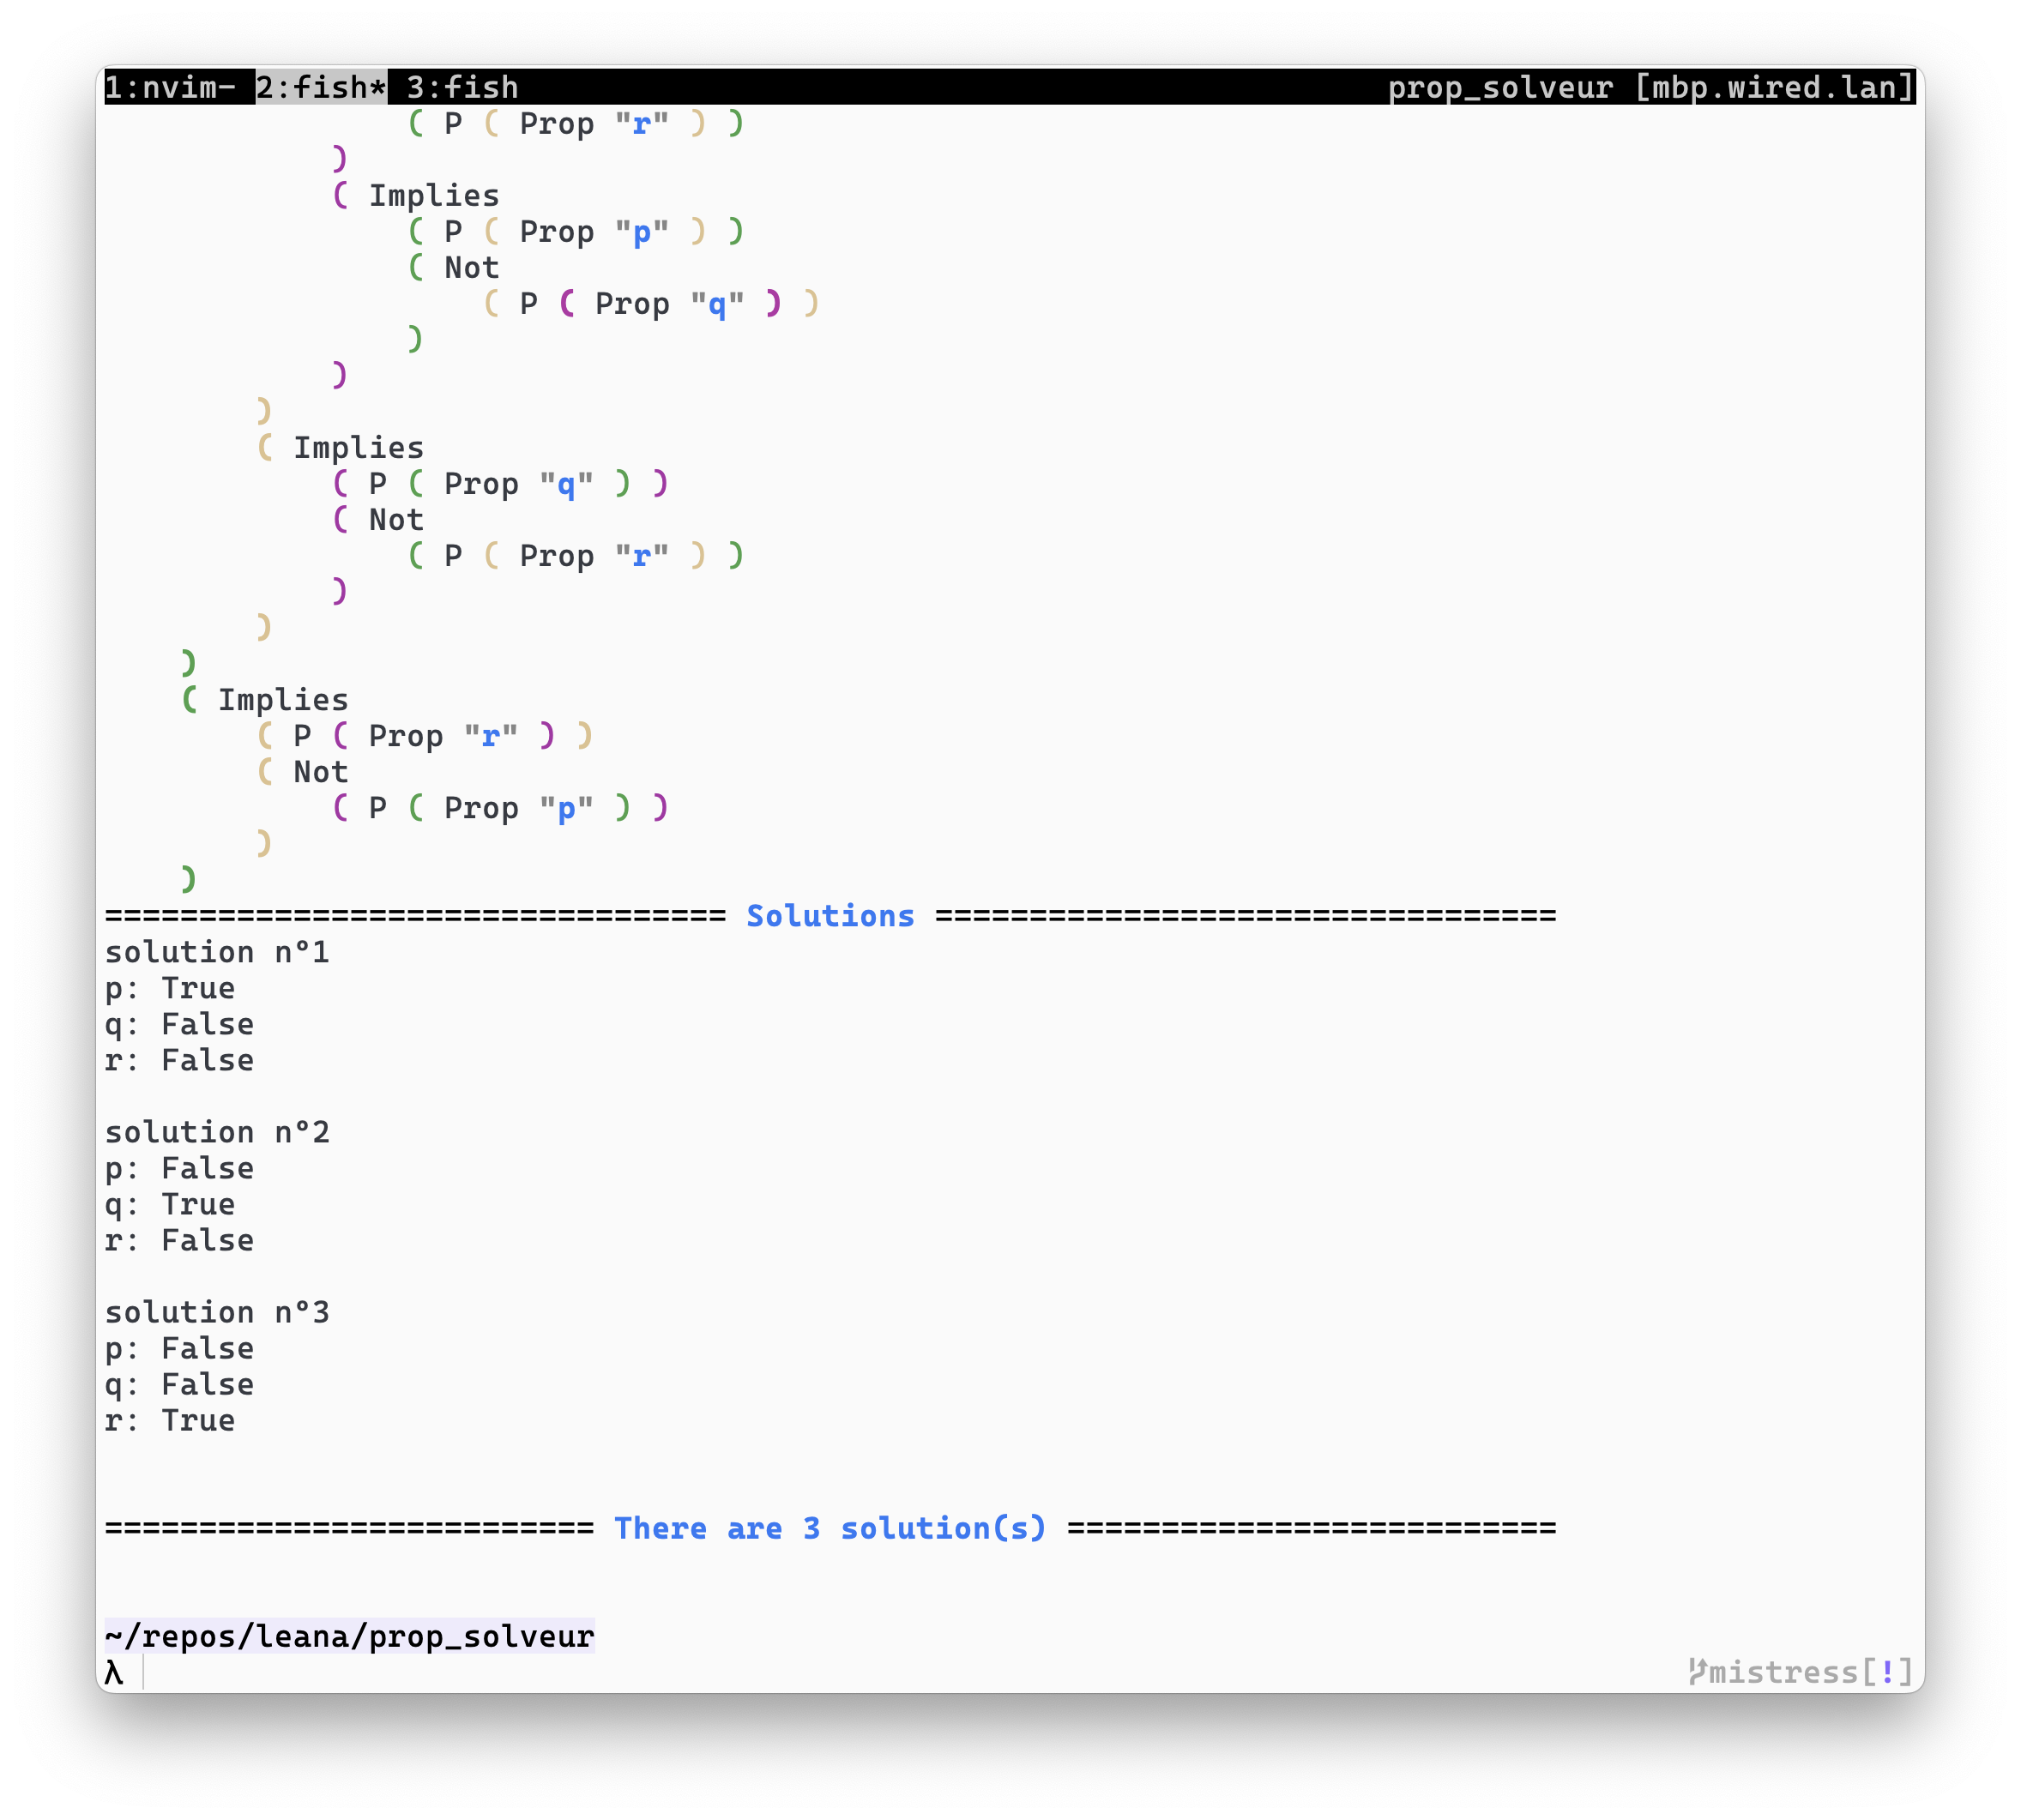 1:nvim- 2:fish* 3:fish prop_solveur [mbp.wired.lan]
( P ( Prop "r" ) )
)
( Implies
( P ( Prop "p" ) )
( Not
( P ( Prop "q" ) )
)
)
)
( Implies
( P ( Prop "q" ) )
( Not
( P ( Prop "r" ) )
)
)
)
( Implies
( P ( Prop "r" ) )
( Not
( P ( Prop "p" ) )
)
)
================================= Solutions =================================
solution n°1
p: True
q: False
r: False
solution n°2
p: False
q: True
r: False
solution n°3
p: False
q: False
r: True
========================== There are 3 solution(s) ==========================
~/repos/leana/prop_solveur
λ mistress[!]